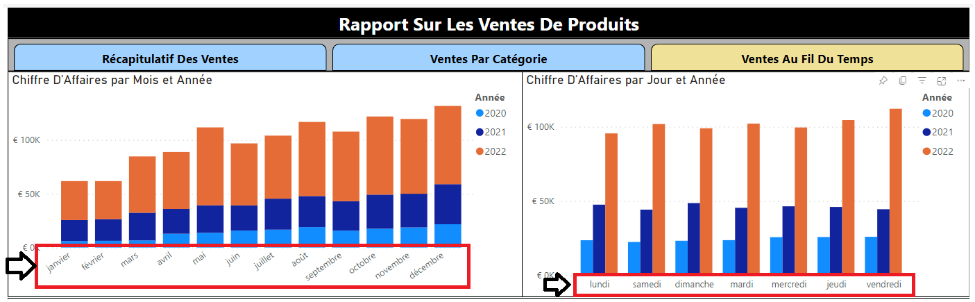 Rapport Sur Les Ventes De Produits
Récapitulatif Des Ventes
Ventes Par Catégorie
Ventes Au Fil Du Temps
Chiffre D'Affaires par Mois et Année
Année
2020
2021
2022
€ 100K
€ 50K
€ 0K
janvier
février
mars
avril
mai
juin
juillet
août
septembre
octobre
novembre
décembre
Chiffre D'Affaires par Jour et Année
Année
2020
2021
2022
€ 100K
€ 50K
€ 0K
lundi
samedi
dimanche
mardi
mercredi
jeudi
vendredi